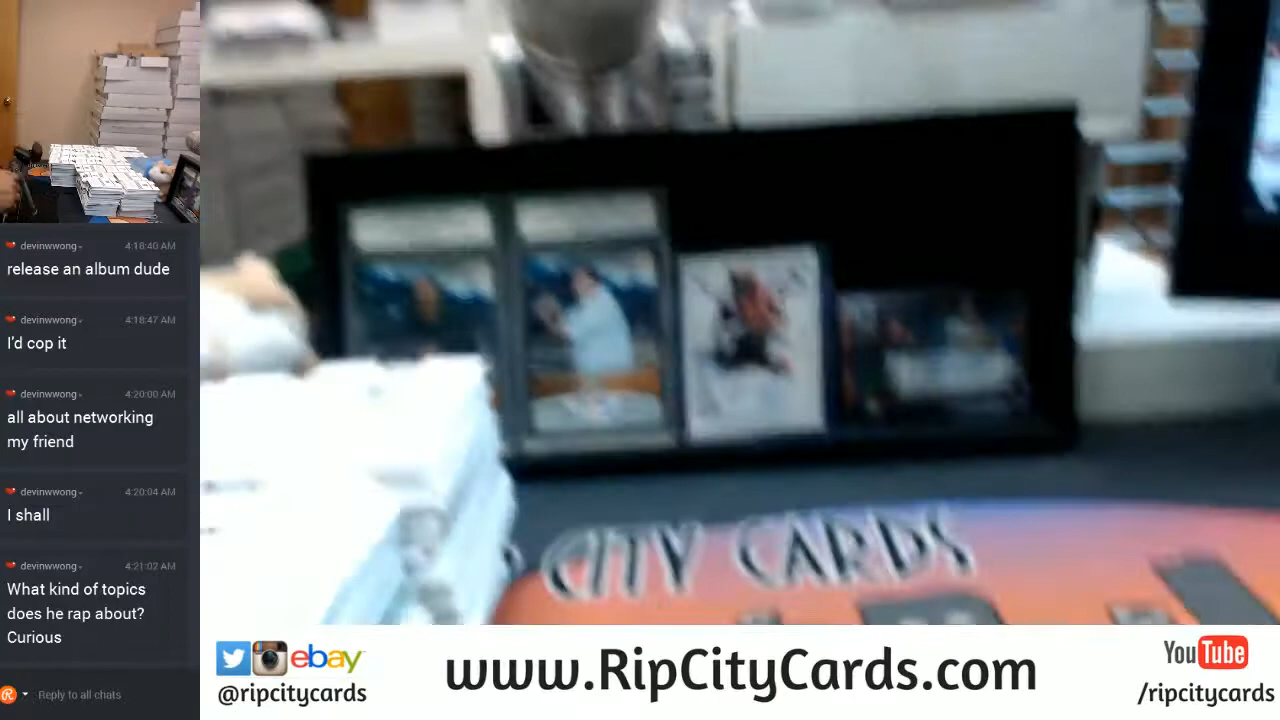 devinwwong 4:18:40 AM
release an album dude
devinwwong 4:18:47 AM
I'd cop it
devinwwong 4:20:00 AM
all about networking
my friend
devinwwong 4:20:04 AM
I shall
devinwwong 4:21:02 AM
What kind of topics
does he rap about?
Curious
Reply to all chats
CITY CARDS
ebay
@ripcitycards
www.RipCityCards.com
YouTube
/ripcitycards